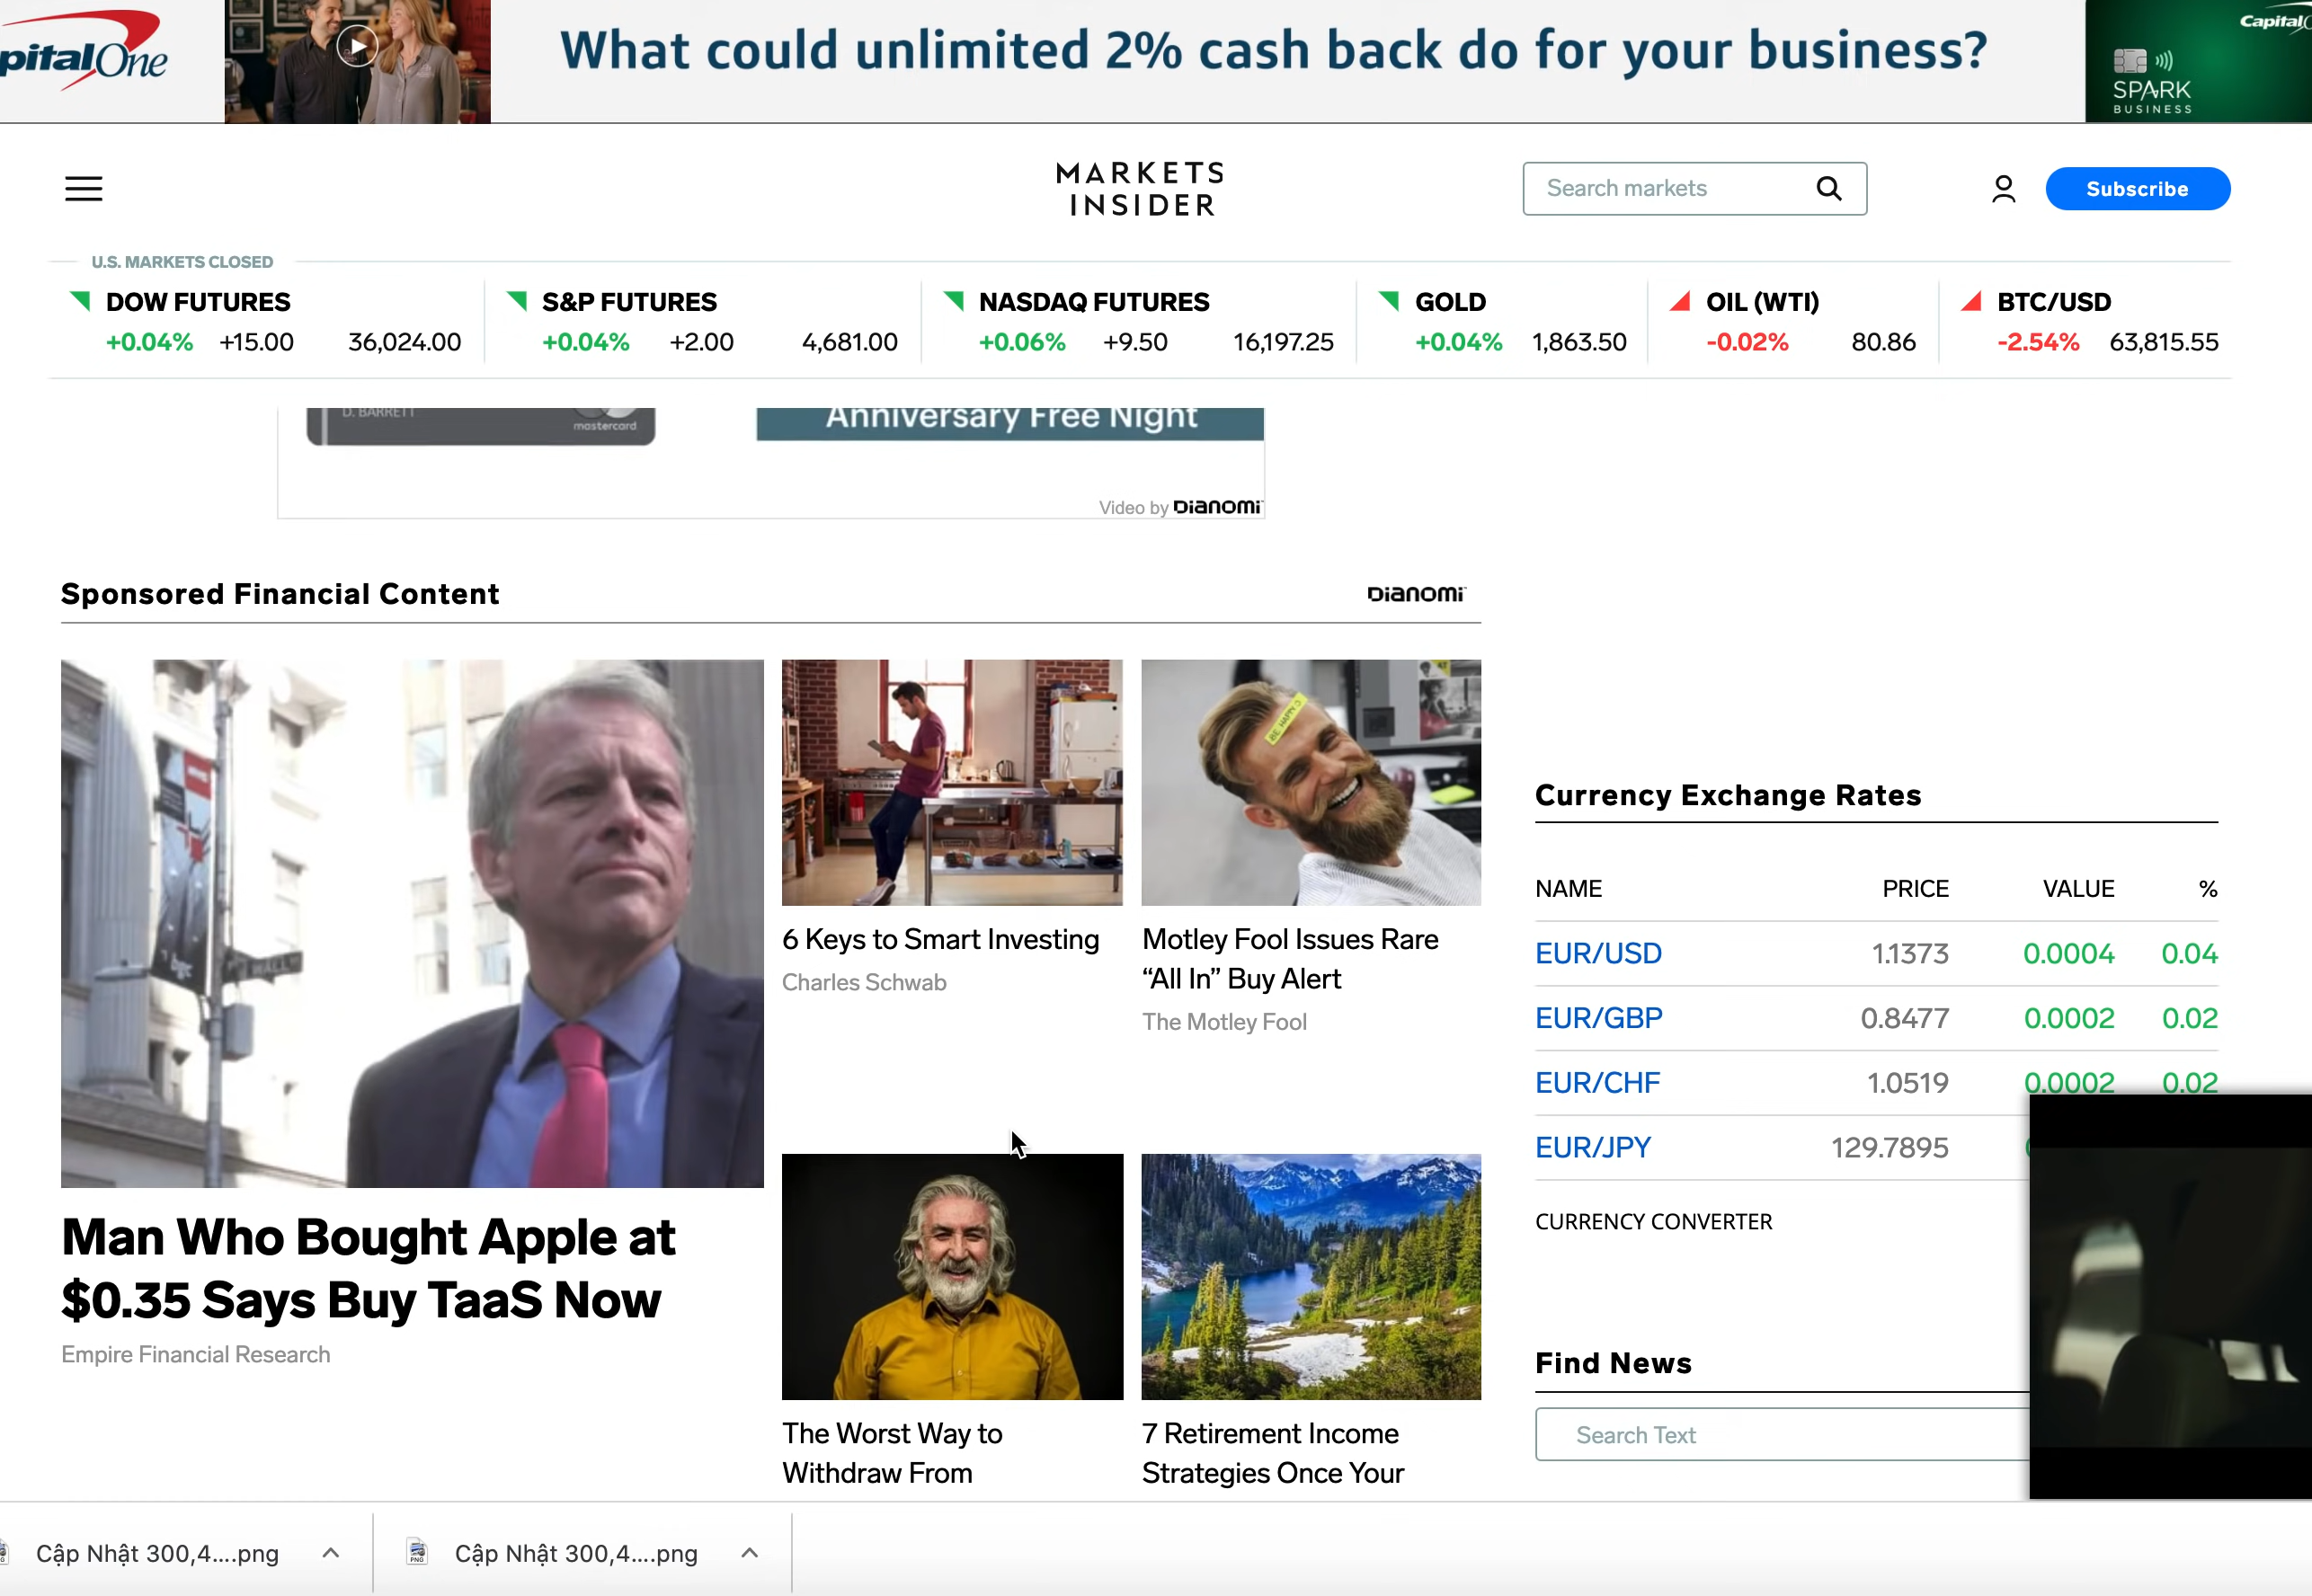 pitalOne
What could unlimited 2% cash back do for your business?
Capital
SPARK
BUSINESS
MARKETS
INSIDER
Search markets
Subscribe
U.S. MARKETS CLOSED
DOW FUTURES
+0.04% +15.00 36,024.00
S&P FUTURES
+0.04% +2.00 4,681.00
NASDAQ FUTURES
+0.06% +9.50 16,197.25
GOLD
+0.04% 1,863.50
OIL (WTI)
-0.02% 80.86
BTC/USD
-2.54% 63,815.55
D. BARRETT
mastercard
Anniversary Free Night
Video by DIANOMI
Sponsored Financial Content
DIANOMI
WALL
Man Who Bought Apple at
$0.35 Says Buy TaaS Now
Empire Financial Research
6 Keys to Smart Investing
Charles Schwab
BE HAPPY
Motley Fool Issues Rare
“All In” Buy Alert
The Motley Fool
The Worst Way to
Withdraw From
7 Retirement Income
Strategies Once Your
Currency Exchange Rates
NAME PRICE VALUE %
EUR/USD 1.1373 0.0004 0.04
EUR/GBP 0.8477 0.0002 0.02
EUR/CHF 1.0519 0.0002 0.02
EUR/JPY 129.7895
CURRENCY CONVERTER
Find News
Search Text
Cập Nhật 300,4....png
PNG
Cập Nhật 300,4....png